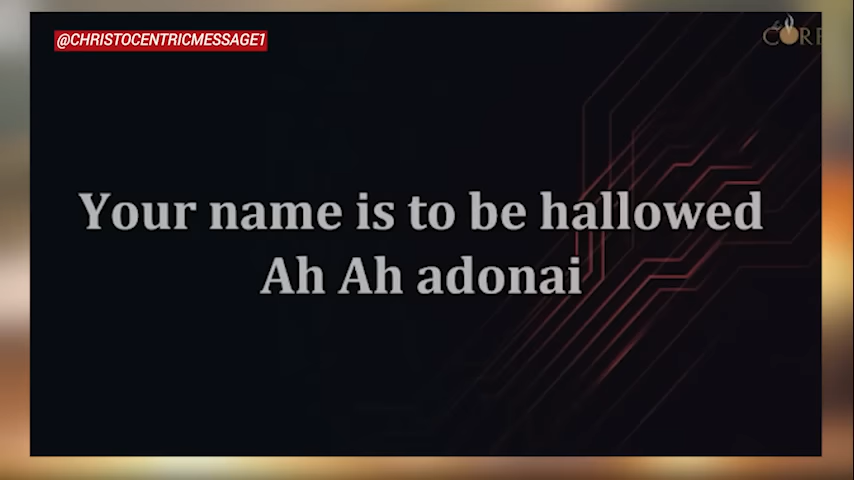 @CHRISTOCENTRICMESSAGE1
Your name is to be hallowed
Ah Ah adonai